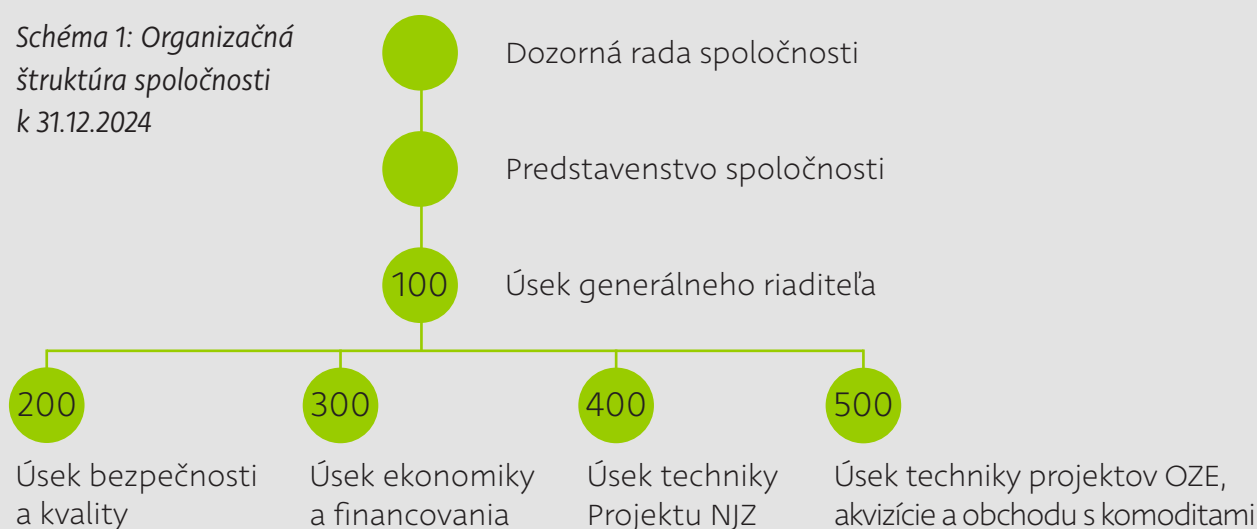 Schéma 1: Organizačná
štruktúra spoločnosti
k 31.12.2024
Dozorná rada spoločnosti
Predstavenstvo spoločnosti
100
Úsek generálneho riaditeľa
200
300
400
500
Úsek bezpečnosti
a kvality
Úsek ekonomiky
a financovania
Úsek techniky
Projektu NJZ
Úsek techniky projektov OZE,
akvizície a obchodu s komoditami